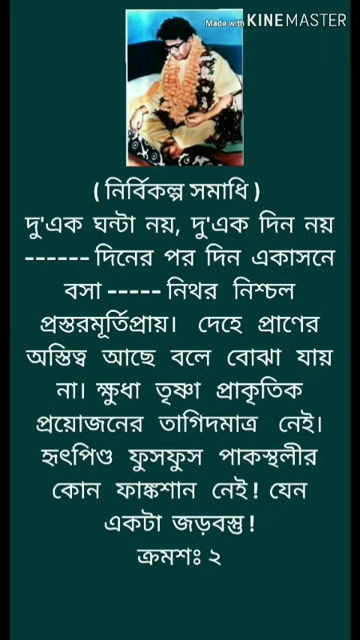 Made with KINEMASTER
( নির্বিকল্প সমাধি )
দু'এক ঘন্টা নয়, দু'এক দিন নয়
------ দিনের পর দিন একাসনে
বসা ----- নিথর নিশ্চল
প্রস্তরমূর্তিপ্রায়। দেহে প্রাণের
অস্তিত্ব আছে বলে বোঝা যায়
না। ক্ষুধা তৃষ্ণা প্রাকৃতিক
প্রয়োজনের তাগিদমাত্র নেই।
হৃৎপিণ্ড ফুসফুস পাকস্থলীর
কোন ফাঙ্কশান নেই ! যেন
একটা জড়বস্তু !
ক্রমশঃ ২